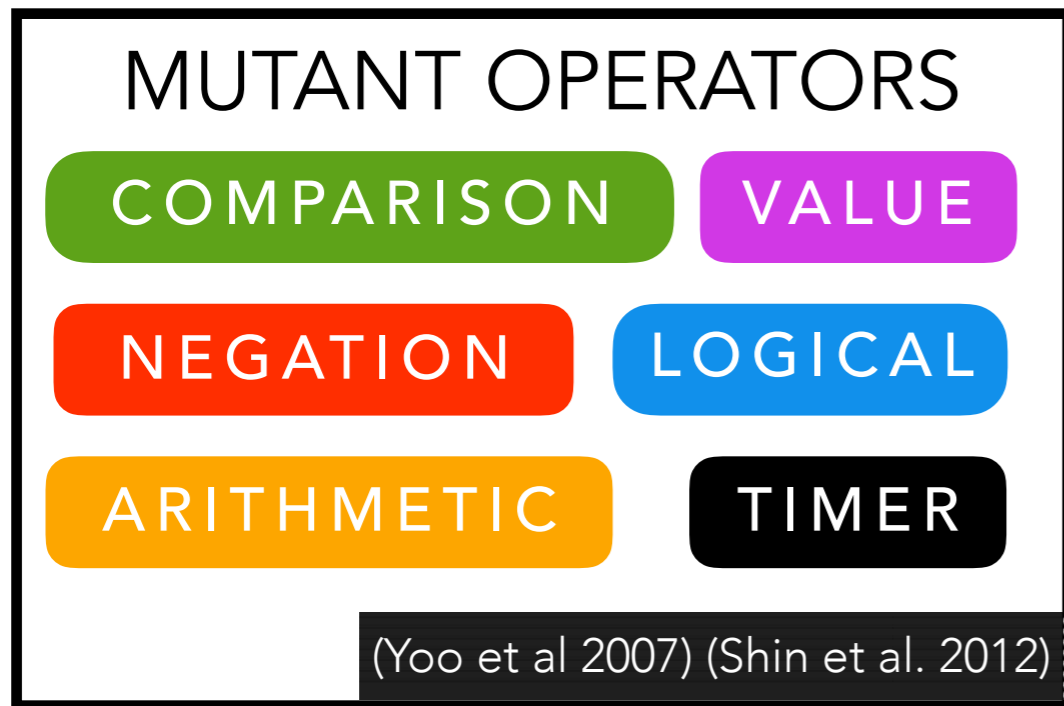 MUTANT OPERATORS
COMPARISON VALUE
NEGATION LOGICAL
ARITHMETIC TIMER
(Yoo et al 2007) (Shin et al. 2012)